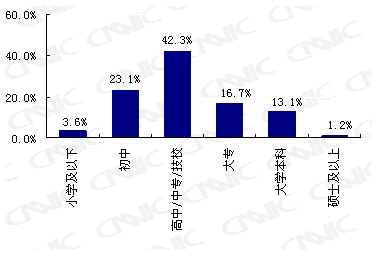 60.0%
40.0%
20.0%
0.0%
3.6%
23.1%
42.3%
16.7%
13.1%
1.2%
小学及以下
初中
高中/中专/技校
大专
大学本科
硕士及以上
CNNIC